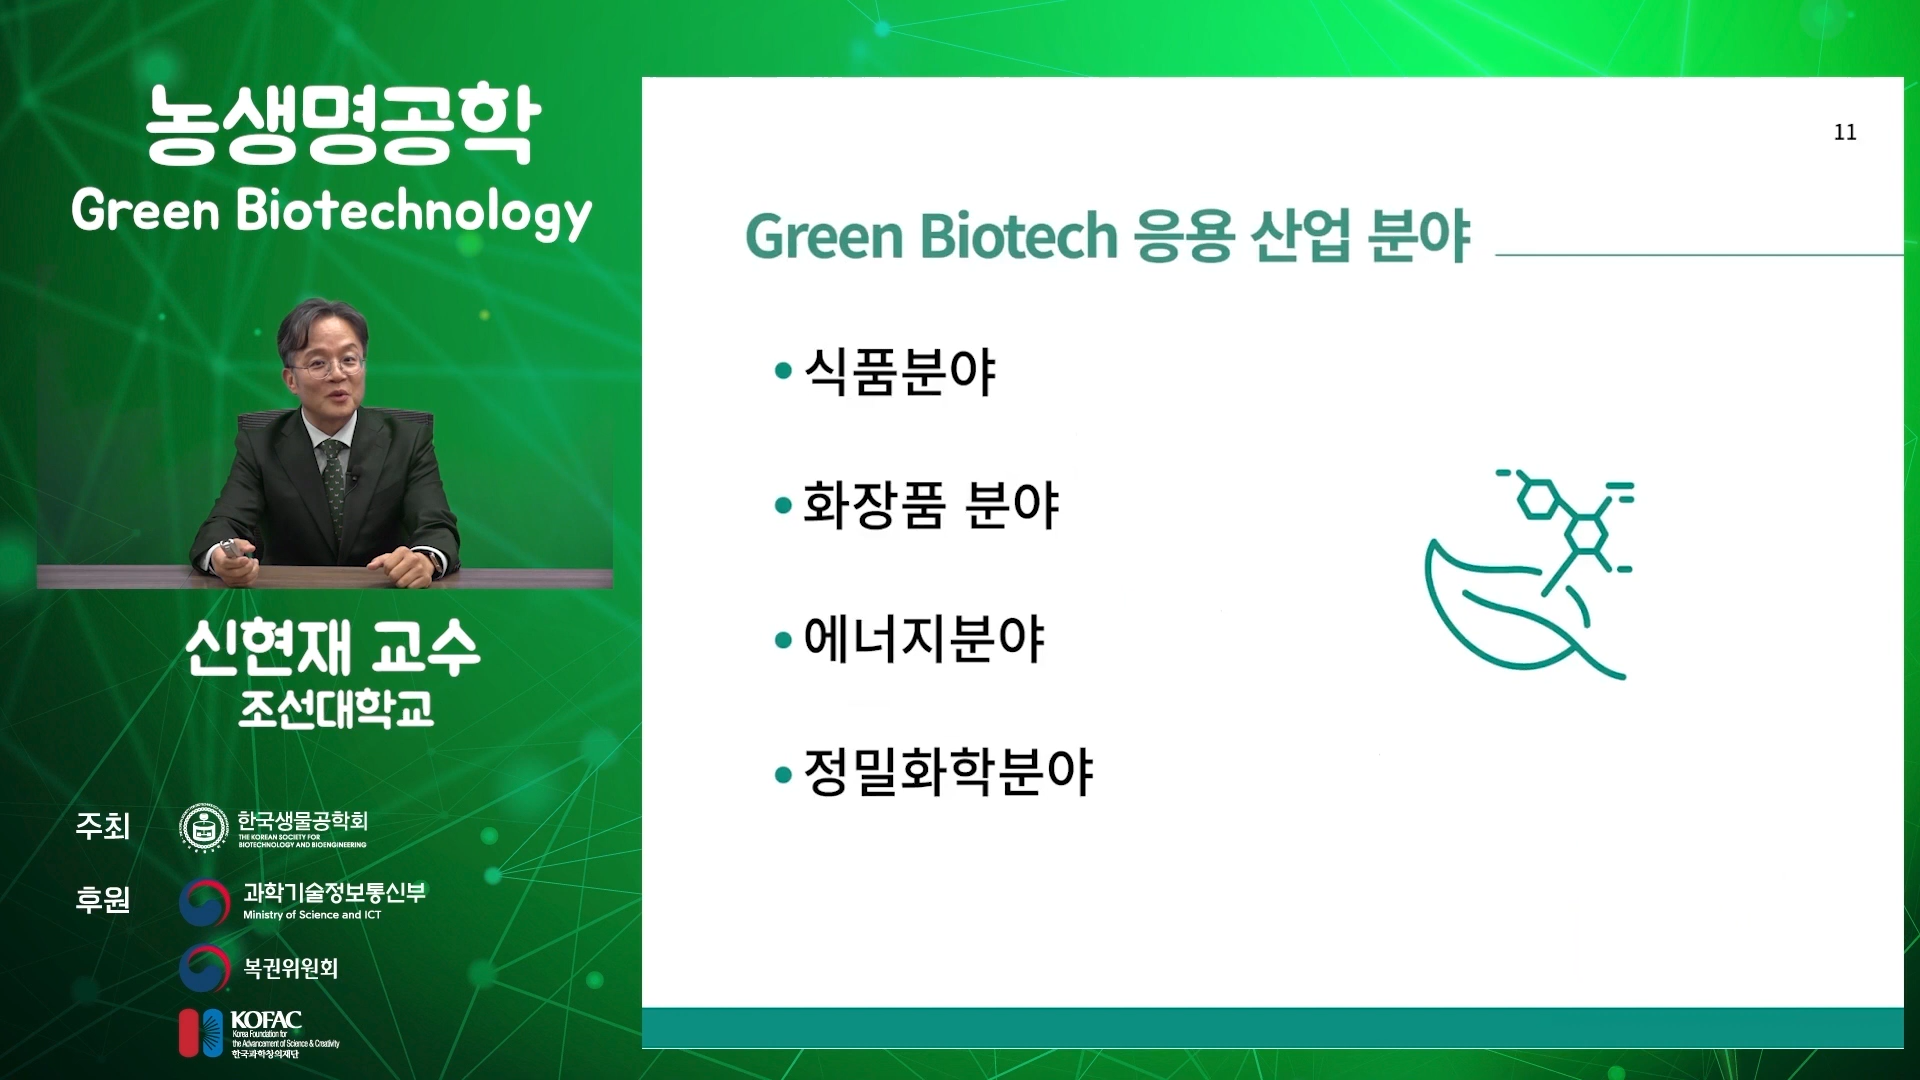 농생명공학
Green Biotechnology
신현재 교수
조선대학교
주최
한국생물공학회
THE KOREAN SOCIETY FOR
BIOTECHNOLOGY AND BIOENGINEERING
후원
과학기술정보통신부
Ministry of Science and ICT
복권위원회
KOFAC
Korea Foundation for
the Advancement of Science & Creativity
한국과학창의재단
11
Green Biotech 응용 산업 분야
• 식품분야
• 화장품 분야
• 에너지분야
• 정밀화학분야